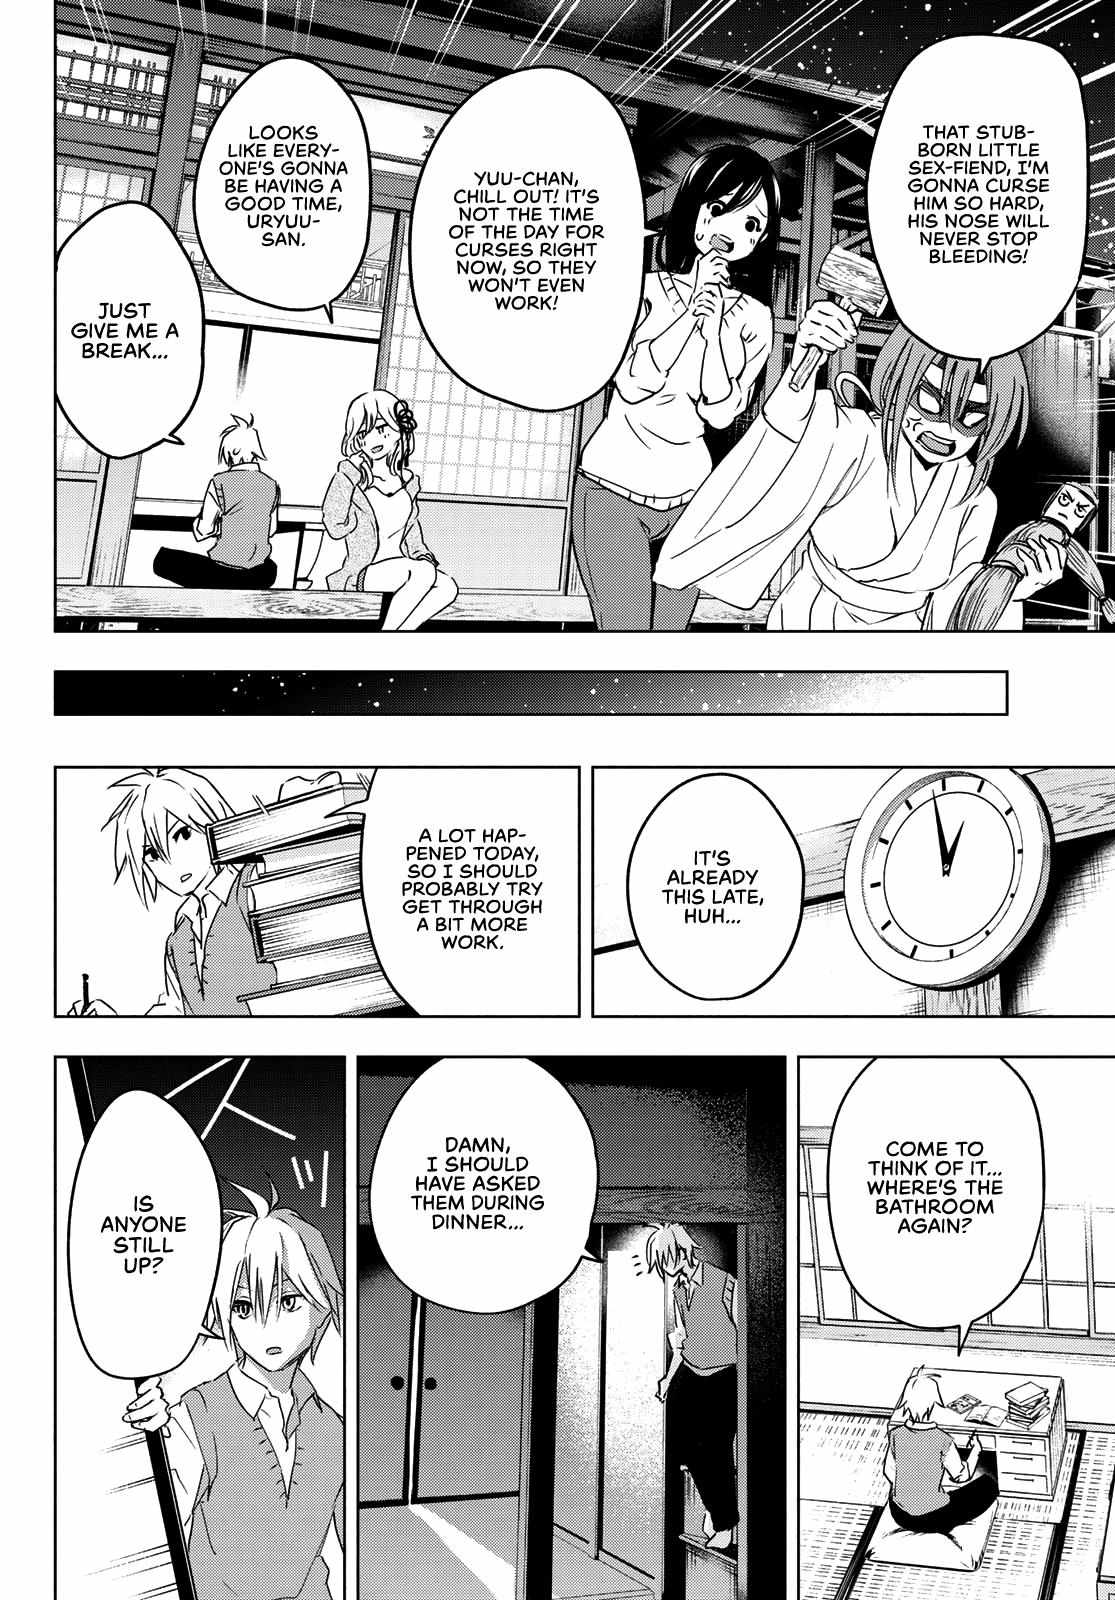 THAT STUB-
BORN LITTLE
SEX-FIEND, I'M
GONNA CURSE
HIM SO HARD,
HIS NOSE WILL
NEVER STOP
BLEEDING!
YUU-CHAN,
CHILL OUT! IT'S
NOT THE TIME
OF THE DAY FOR
CURSES RIGHT
NOW, SO THEY
WON'T EVEN
WORK!
LOOKS
LIKE EVERY-
ONE'S GONNA
BE HAVING A
GOOD TIME,
URYUU-
SAN.
JUST
GIVE ME A
BREAK...
IT'S
ALREADY
THIS LATE,
HUH...
A LOT HAP-
PENED TODAY,
SO I SHOULD
PROBABLY TRY
GET THROUGH
A BIT MORE
WORK.
COME TO
THINK OF IT...
WHERE'S THE
BATHROOM
AGAIN?
DAMN,
I SHOULD
HAVE ASKED
THEM DURING
DINNER...
IS
ANYONE
STILL
UP?